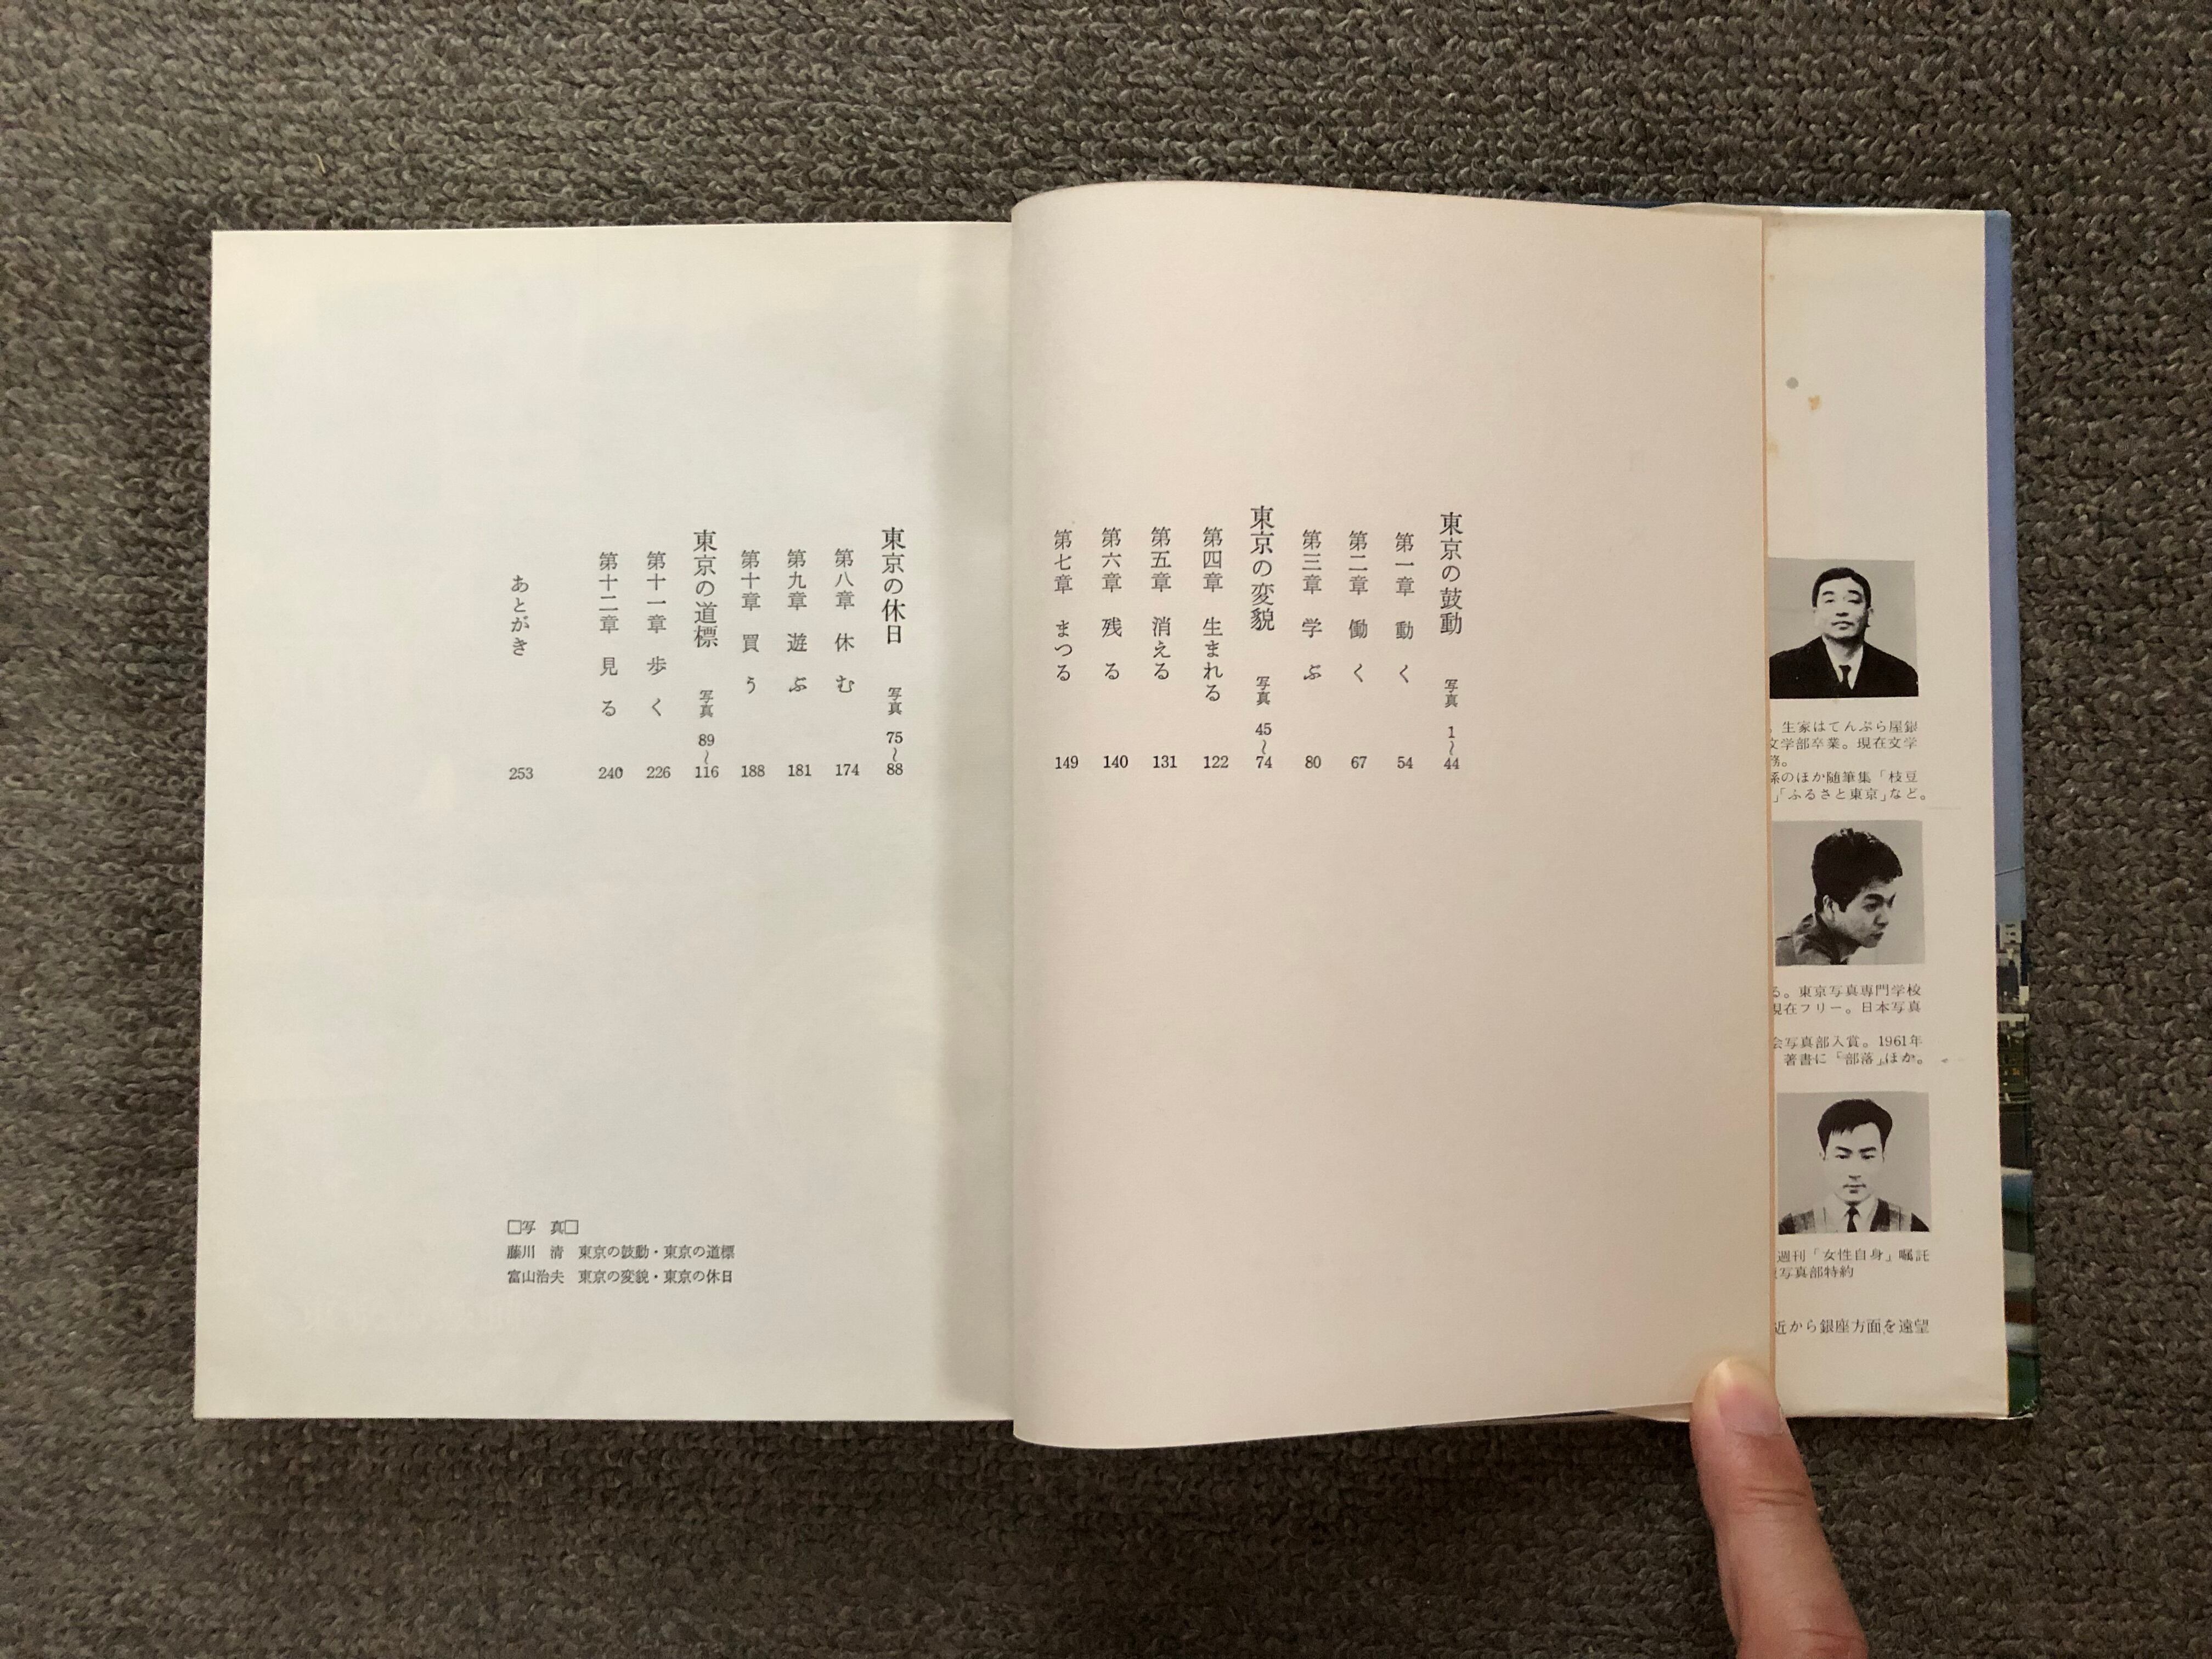 東京の鼓動 写真 1〜44
第一章 動く 54
第二章 働く 67
第三章 学ぶ 80
東京の変貌 写真 45〜74
第四章 生まれる 122
第五章 消える 131
第六章 残る 140
第七章 まつる 149
東京の休日 写真 75〜88
第八章 休む 174
第九章 遊ぶ 181
第十章 買う 188
東京の道標 写真 89〜116
第十一章 歩く 226
第十二章 見る 240
あとがき 253
□写 真□
藤川 清 東京の鼓動・東京の道標
富山治夫 東京の変貌・東京の休日
。生家はてんぷら屋銀
文学部卒業。現在文学
務。
系のほか随筆集「枝豆
」「ふるさと東京」など。
る。東京写真専門学校
現在フリー。日本写真
会写真部入賞。1961年
著書に「部落」ほか。
週刊「女性自身」嘱託
写真部特約
近から銀座方面を遠望